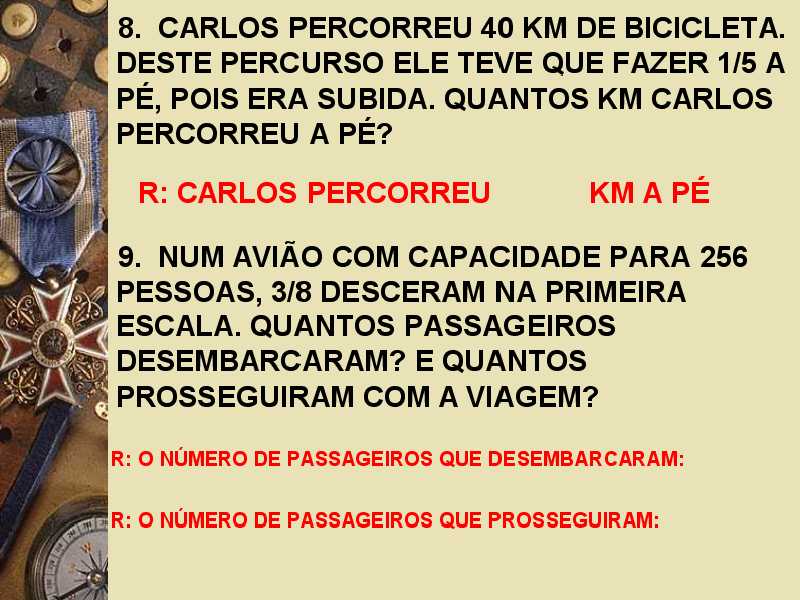 8. CARLOS PERCORREU 40 KM DE BICICLETA.
DESTE PERCURSO ELE TEVE QUE FAZER 1/5 A
PÉ, POIS ERA SUBIDA. QUANTOS KM CARLOS
PERCORREU A PÉ?
R: CARLOS PERCORREU KM A PÉ
9. NUM AVIÃO COM CAPACIDADE PARA 256
PESSOAS, 3/8 DESCERAM NA PRIMEIRA
ESCALA. QUANTOS PASSAGEIROS
DESEMBARCARAM? E QUANTOS
PROSSEGUIRAM COM A VIAGEM?
R: O NÚMERO DE PASSAGEIROS QUE DESEMBARCARAM:
R: O NÚMERO DE PASSAGEIROS QUE PROSSEGUIRAM: